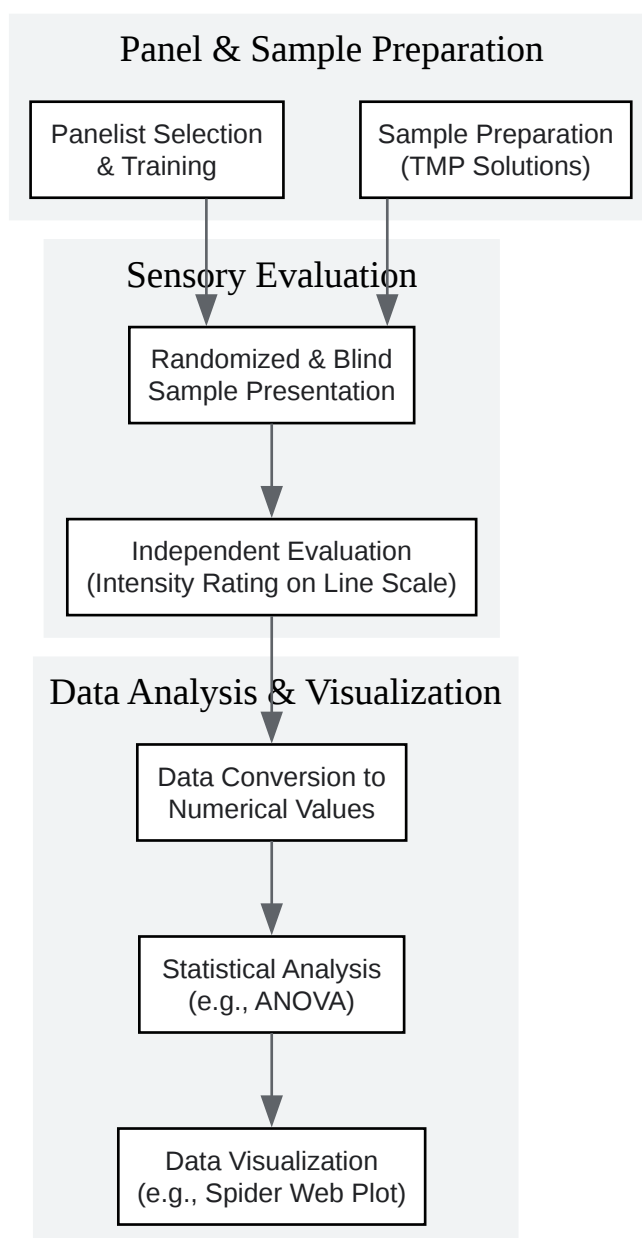 Panel & Sample Preparation
Panelist Selection
& Training
Sample Preparation
(TMP Solutions)
Sensory Evaluation
Randomized & Blind
Sample Presentation
Independent Evaluation
(Intensity Rating on Line Scale)
Data Analysis & Visualization
Data Conversion to
Numerical Values
Statistical Analysis
(e.g., ANOVA)
Data Visualization
(e.g., Spider Web Plot)